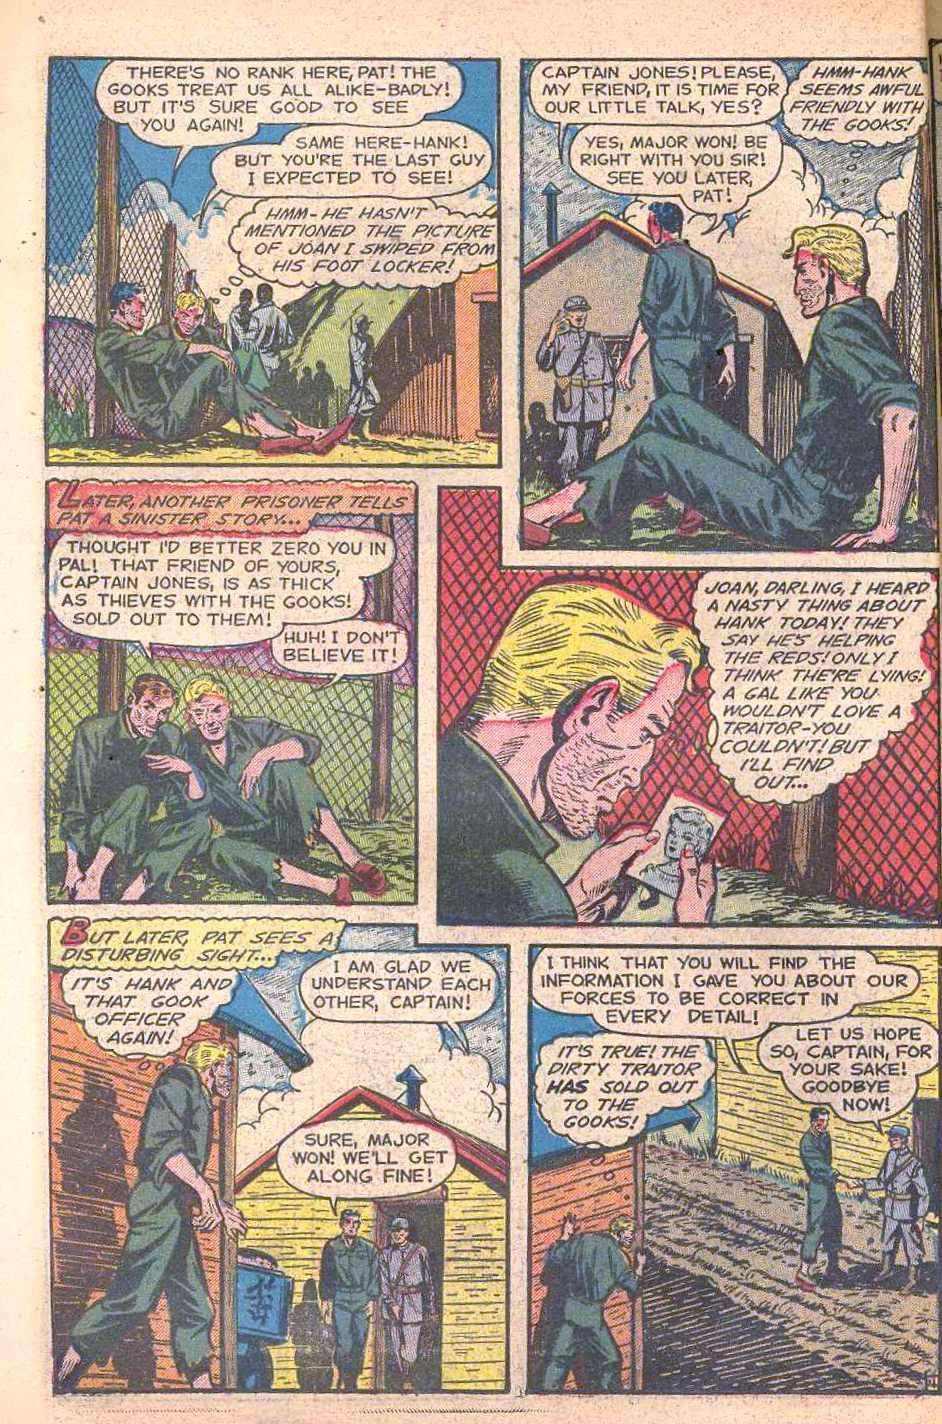 THERE'S NO RANK HERE, PAT! THE
GOOKS TREAT US ALL ALIKE-BADLY!
BUT IT'S SURE GOOD TO SEE
YOU AGAIN!
SAME HERE-HANK!
BUT YOU'RE THE LAST GUY
I EXPECTED TO SEE!
HMM-HE HASN'T
MENTIONED THE PICTURE
OF JOAN I SWIPED FROM
HIS FOOT LOCKER!
CAPTAIN JONES! PLEASE,
MY FRIEND, IT IS TIME FOR
OUR LITTLE TALK, YES?
YES, MAJOR WON! BE
RIGHT WITH YOU SIR!
SEE YOU LATER,
PAT!
HMM-HANK
SEEMS AWFUL
FRIENDLY WITH
THE GOOKS!
LATER, ANOTHER PRISONER TELLS
PAT A SINISTER STORY...
THOUGHT I'D BETTER ZERO YOU IN
PAL! THAT FRIEND OF YOURS,
CAPTAIN JONES, IS AS THICK
AS THIEVES WITH THE GOOKS!
SOLD OUT TO THEM!
HUH! I DON'T
BELIEVE IT!
JOAN, DARLING, I HEARD
A NASTY THING ABOUT
HANK TODAY! THEY
SAY HE'S HELPING
THE REDS! ONLY I
THINK THE'RE LYING!
A GAL LIKE YOU
WOULDN'T LOVE A
TRAITOR-YOU
COULDN'T! BUT
I'LL FIND
OUT...
BUT LATER, PAT SEES A
DISTURBING SIGHT...
IT'S HANK AND
THAT GOOK
OFFICER
AGAIN!
I AM GLAD WE
UNDERSTAND EACH
OTHER, CAPTAIN!
SURE, MAJOR
WON! WE'LL GET
ALONG FINE!
I THINK THAT YOU WILL FIND THE
INFORMATION I GAVE YOU ABOUT OUR
FORCES TO BE CORRECT IN
EVERY DETAIL!
IT'S TRUE! THE
DIRTY TRAITOR
HAS SOLD OUT
TO THE
GOOKS!
LET US HOPE
SO, CAPTAIN, FOR
YOUR SAKE!
GOODBYE
NOW!